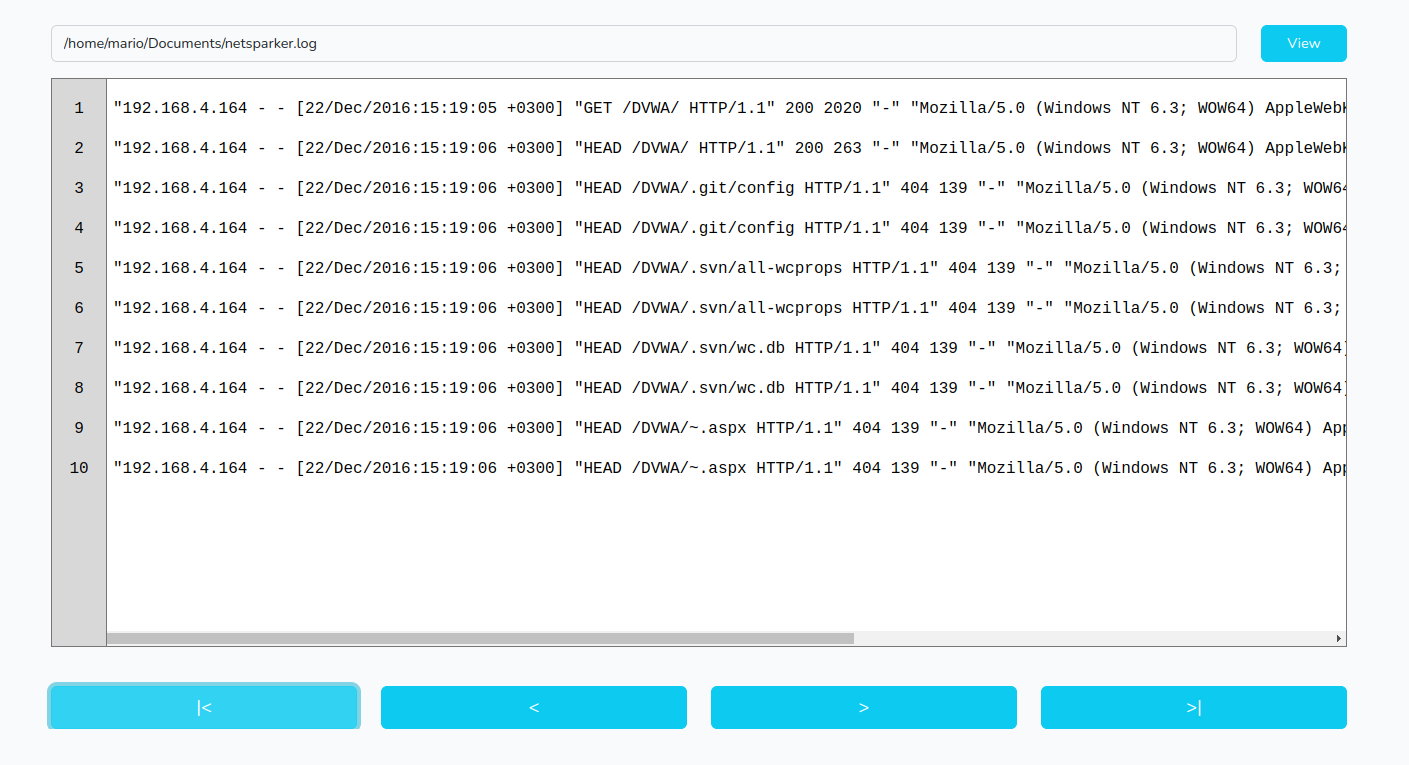 /home/mario/Documents/netsparker.log
View
1 "192.168.4.164 - - [22/Dec/2016:15:19:05 +0300] "GET /DVWA/ HTTP/1.1" 200 2020 "-" "Mozilla/5.0 (Windows NT 6.3; WOW64) AppleWeb
2 "192.168.4.164 - - [22/Dec/2016:15:19:06 +0300] "HEAD /DVWA/ HTTP/1.1" 200 263 "-" "Mozilla/5.0 (Windows NT 6.3; WOW64) AppleWeb
3 "192.168.4.164 - - [22/Dec/2016:15:19:06 +0300] "HEAD /DVWA/.git/config HTTP/1.1" 404 139 "-" "Mozilla/5.0 (Windows NT 6.3; WOW64
4 "192.168.4.164 - - [22/Dec/2016:15:19:06 +0300] "HEAD /DVWA/.git/config HTTP/1.1" 404 139 "-" "Mozilla/5.0 (Windows NT 6.3; WOW64
5 "192.168.4.164 - - [22/Dec/2016:15:19:06 +0300] "HEAD /DVWA/.svn/all-wcprops HTTP/1.1" 404 139 "-" "Mozilla/5.0 (Windows NT 6.3;
6 "192.168.4.164 - - [22/Dec/2016:15:19:06 +0300] "HEAD /DVWA/.svn/all-wcprops HTTP/1.1" 404 139 "-" "Mozilla/5.0 (Windows NT 6.3;
7 "192.168.4.164 - - [22/Dec/2016:15:19:06 +0300] "HEAD /DVWA/.svn/wc.db HTTP/1.1" 404 139 "-" "Mozilla/5.0 (Windows NT 6.3; WOW64)
8 "192.168.4.164 - - [22/Dec/2016:15:19:06 +0300] "HEAD /DVWA/.svn/wc.db HTTP/1.1" 404 139 "-" "Mozilla/5.0 (Windows NT 6.3; WOW64)
9 "192.168.4.164 - - [22/Dec/2016:15:19:06 +0300] "HEAD /DVWA/~.aspx HTTP/1.1" 404 139 "-" "Mozilla/5.0 (Windows NT 6.3; WOW64) App
10 "192.168.4.164 - - [22/Dec/2016:15:19:06 +0300] "HEAD /DVWA/~.aspx HTTP/1.1" 404 139 "-" "Mozilla/5.0 (Windows NT 6.3; WOW64) App
|< < > >|